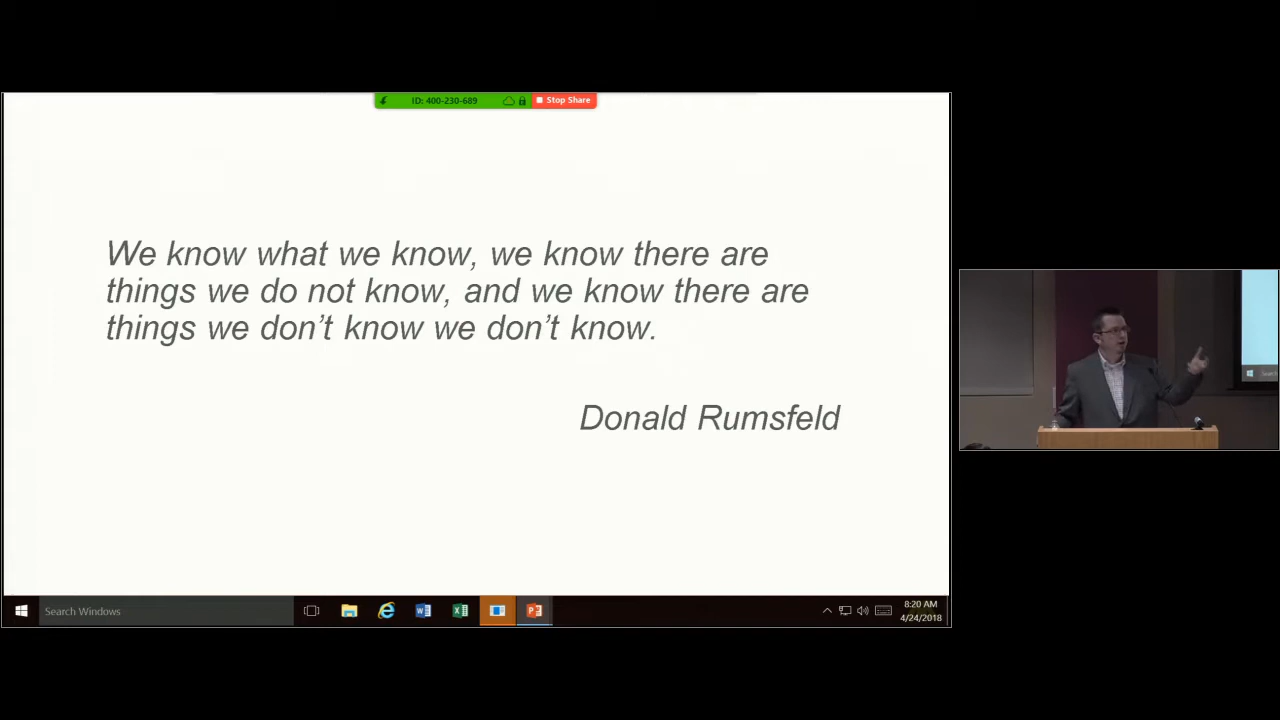 ID: 400-230-689
Stop Share
We know what we know, we know there are
things we do not know, and we know there are
things we don't know we don't know.
Donald Rumsfeld
Search Windows
8:20 AM
4/24/2018